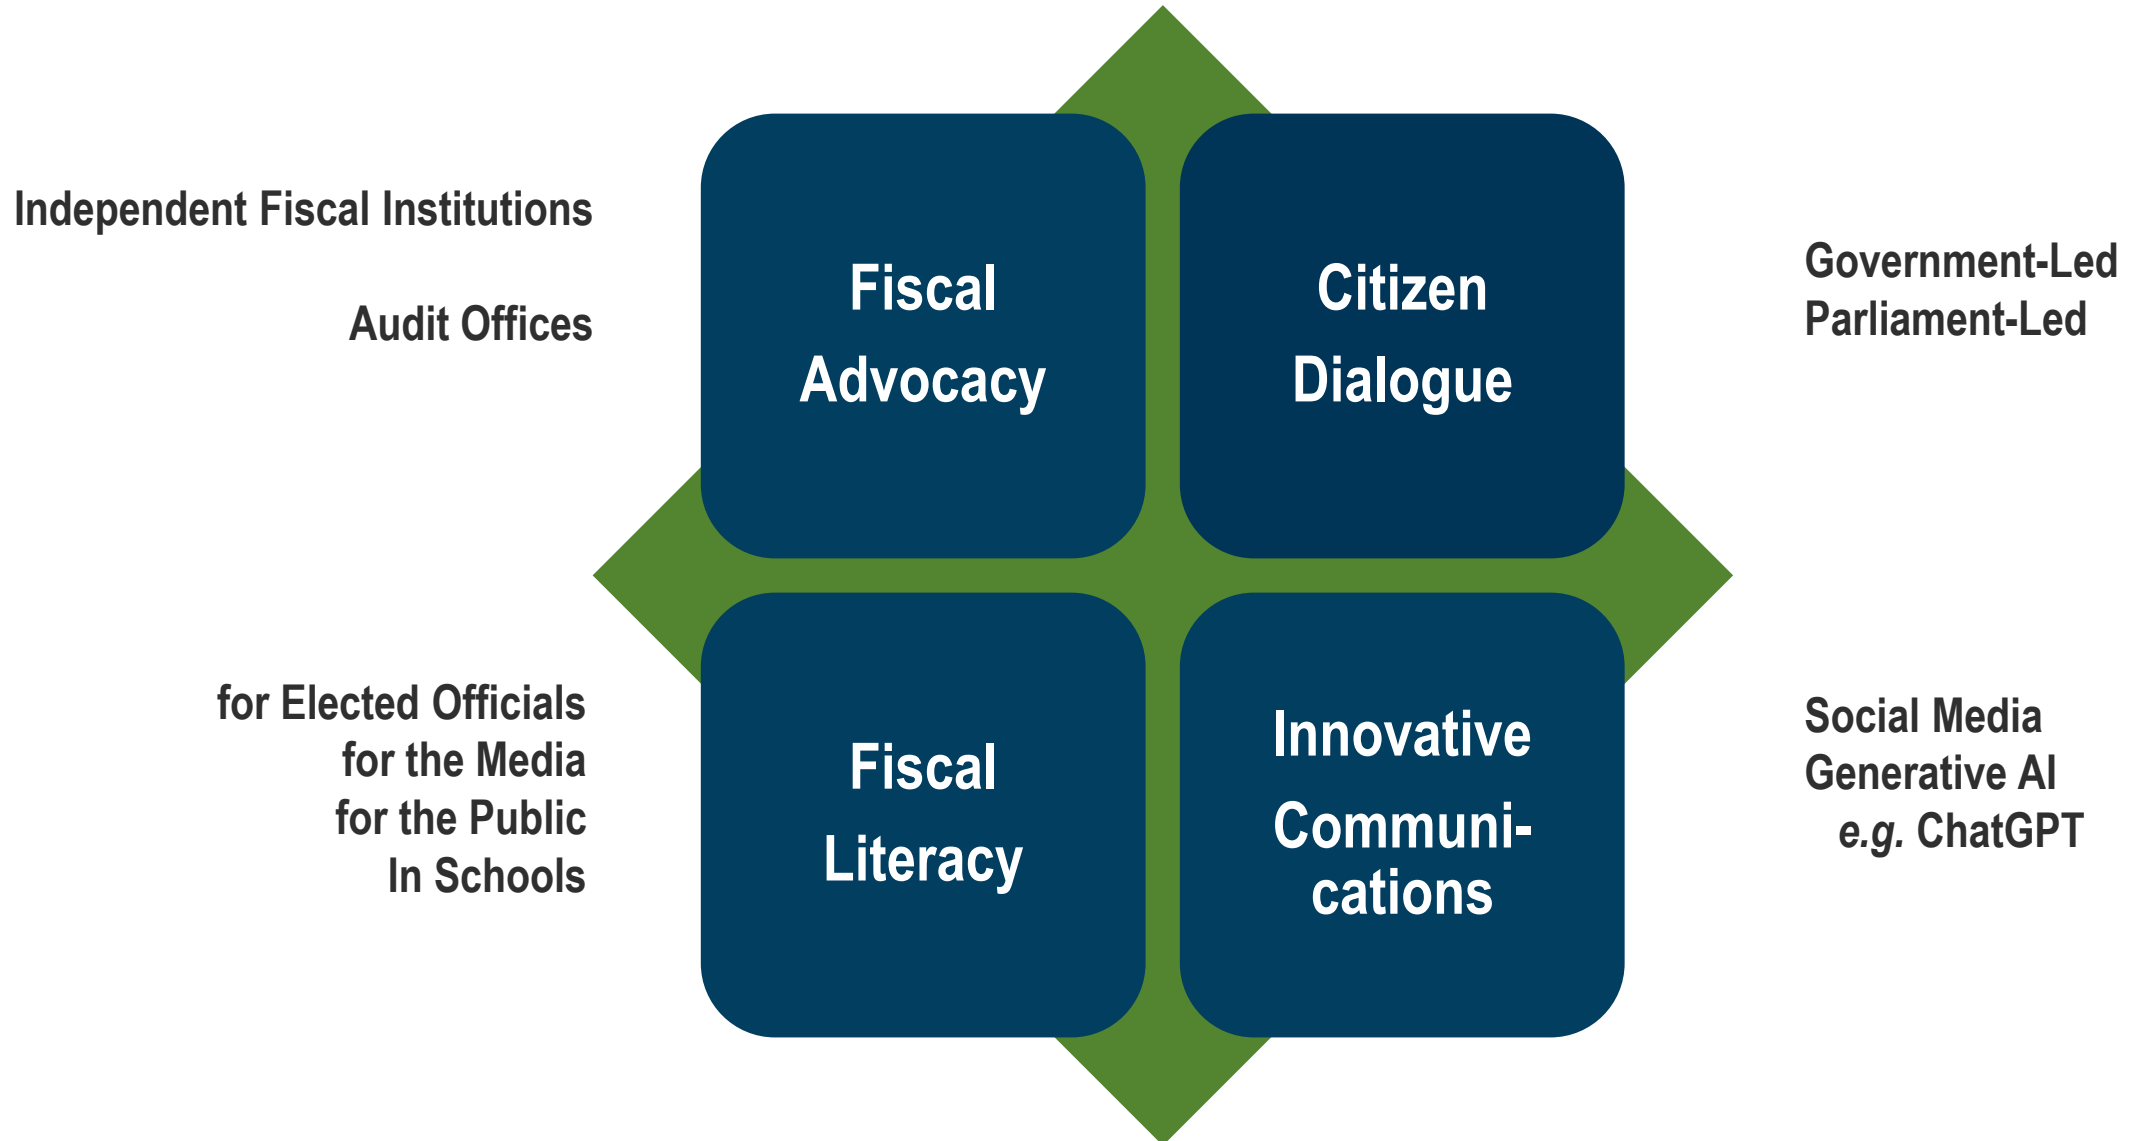 Independent Fiscal Institutions
Audit Offices
Fiscal
Advocacy
Citizen
Dialogue
Government-Led
Parliament-Led
for Elected Officials
for the Media
for the Public
In Schools
Fiscal
Literacy
Innovative
Communi-
cations
Social Media
Generative AI
e.g. ChatGPT